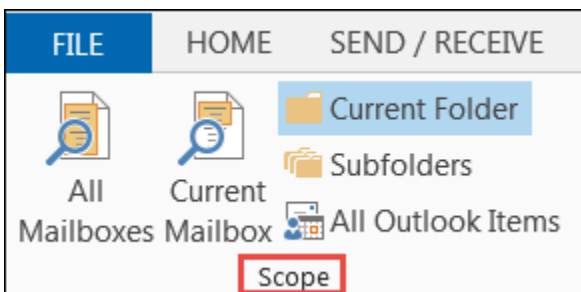 FILE HOME SEND / RECEIVE
All Mailboxes
Current Mailbox
Current Folder
Subfolders
All Outlook Items
Scope